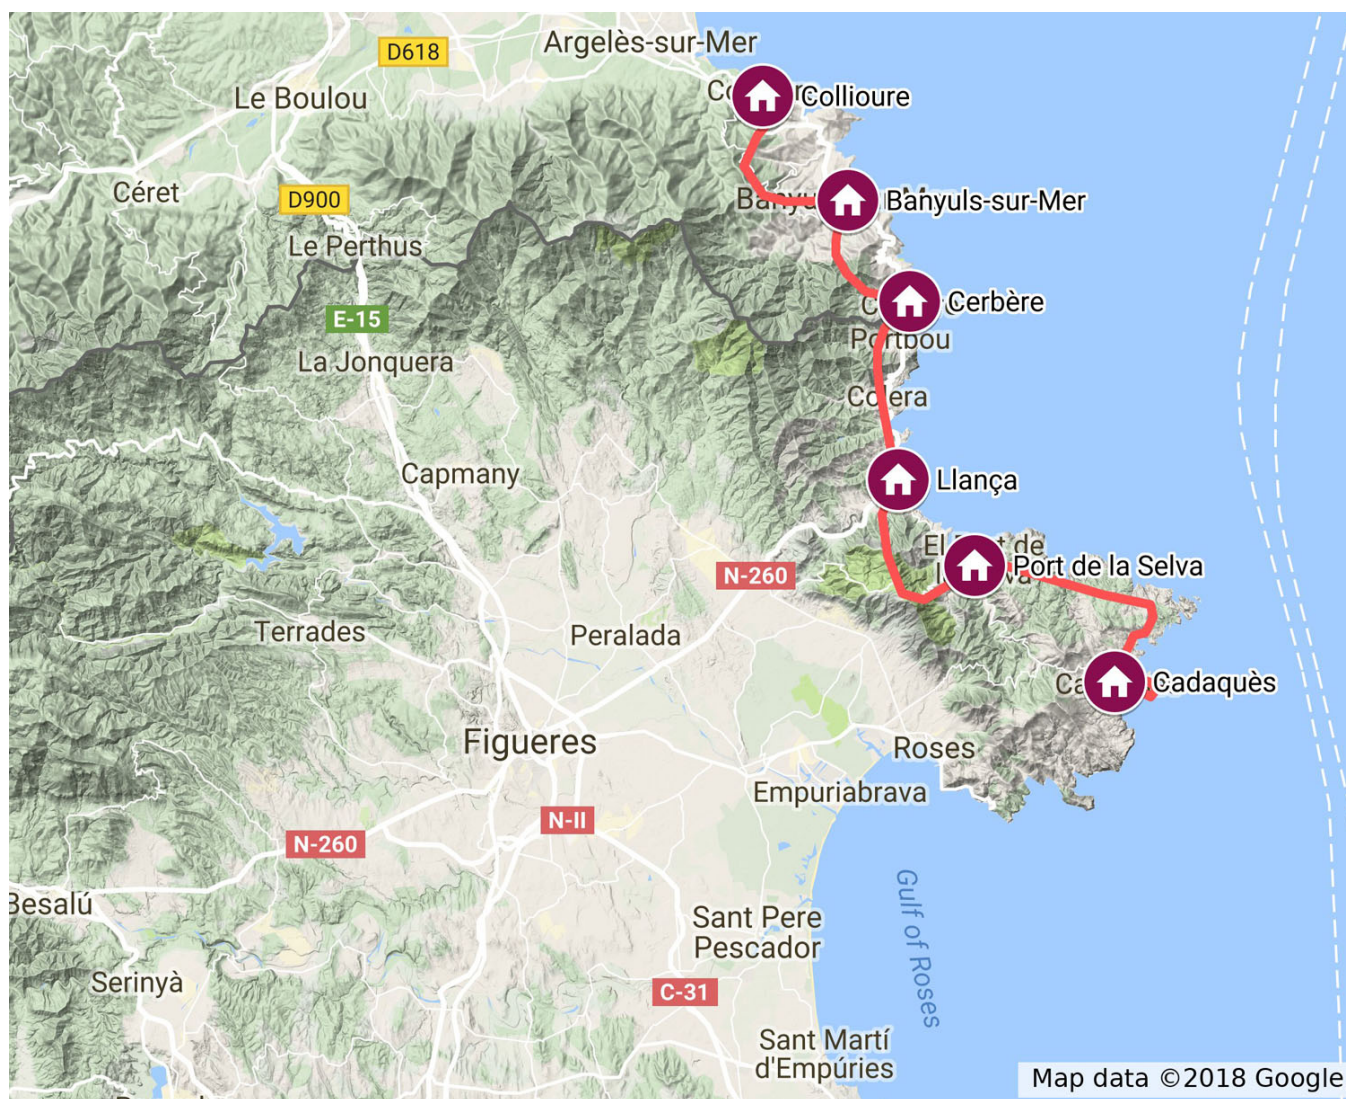 Argelès-sur-Mer
D618
Le Boulou
Collioure
Céret
D900
Banyuls-sur-Mer
Le Perthus
Cerbère
E-15
Portbou
La Jonquera
Colera
Capmany
Llança
El Port de
Port de la Selva
N-260
Terrades
Peralada
Cadaquès
Figueres
Roses
Empuriabrava
N-II
N-260
Besalú
Gulf of Roses
Sant Pere
Pescador
Serinyà
C-31
Sant Martí
d'Empúries
Map data ©2018 Google